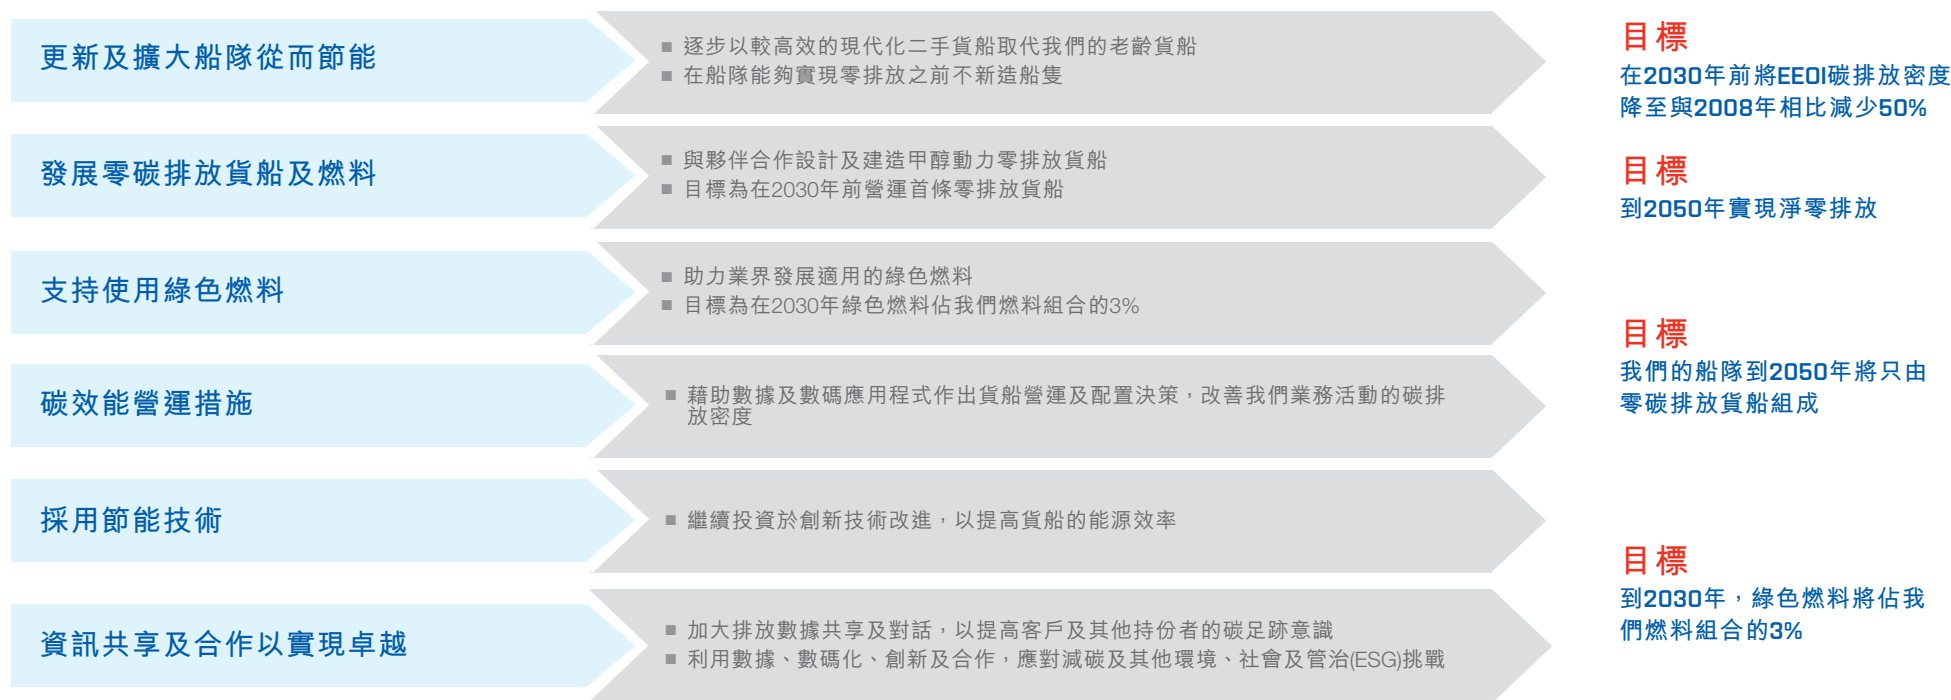 更新及擴大船隊從而節能
■ 逐步以較高效的現代化二手貨船取代我們的老齡貨船
■ 在船隊能夠實現零排放之前不新造船隻
發展零碳排放貨船及燃料
■ 與夥伴合作設計及建造甲醇動力零排放貨船
■ 目標為在2030年前營運首條零排放貨船
支持使用綠色燃料
■ 助力業界發展適用的綠色燃料
■ 目標為在2030年綠色燃料佔我們燃料組合的3%
碳效能營運措施
■ 藉助數據及數碼應用程式作出貨船營運及配置決策，改善我們業務活動的碳排
放密度
採用節能技術
■ 繼續投資於創新技術改進，以提高貨船的能源效率
資訊共享及合作以實現卓越
■ 加大排放數據共享及對話，以提高客戶及其他持份者的碳足跡意識
■ 利用數據、數碼化、創新及合作，應對減碳及其他環境、社會及管治(ESG)挑戰
目標
在2030年前將EEOI碳排放密度
降至與2008年相比減少50%
目標
到2050年實現淨零排放
目標
我們的船隊到2050年將只由
零碳排放貨船組成
目標
到2030年，綠色燃料將佔我
們燃料組合的3%